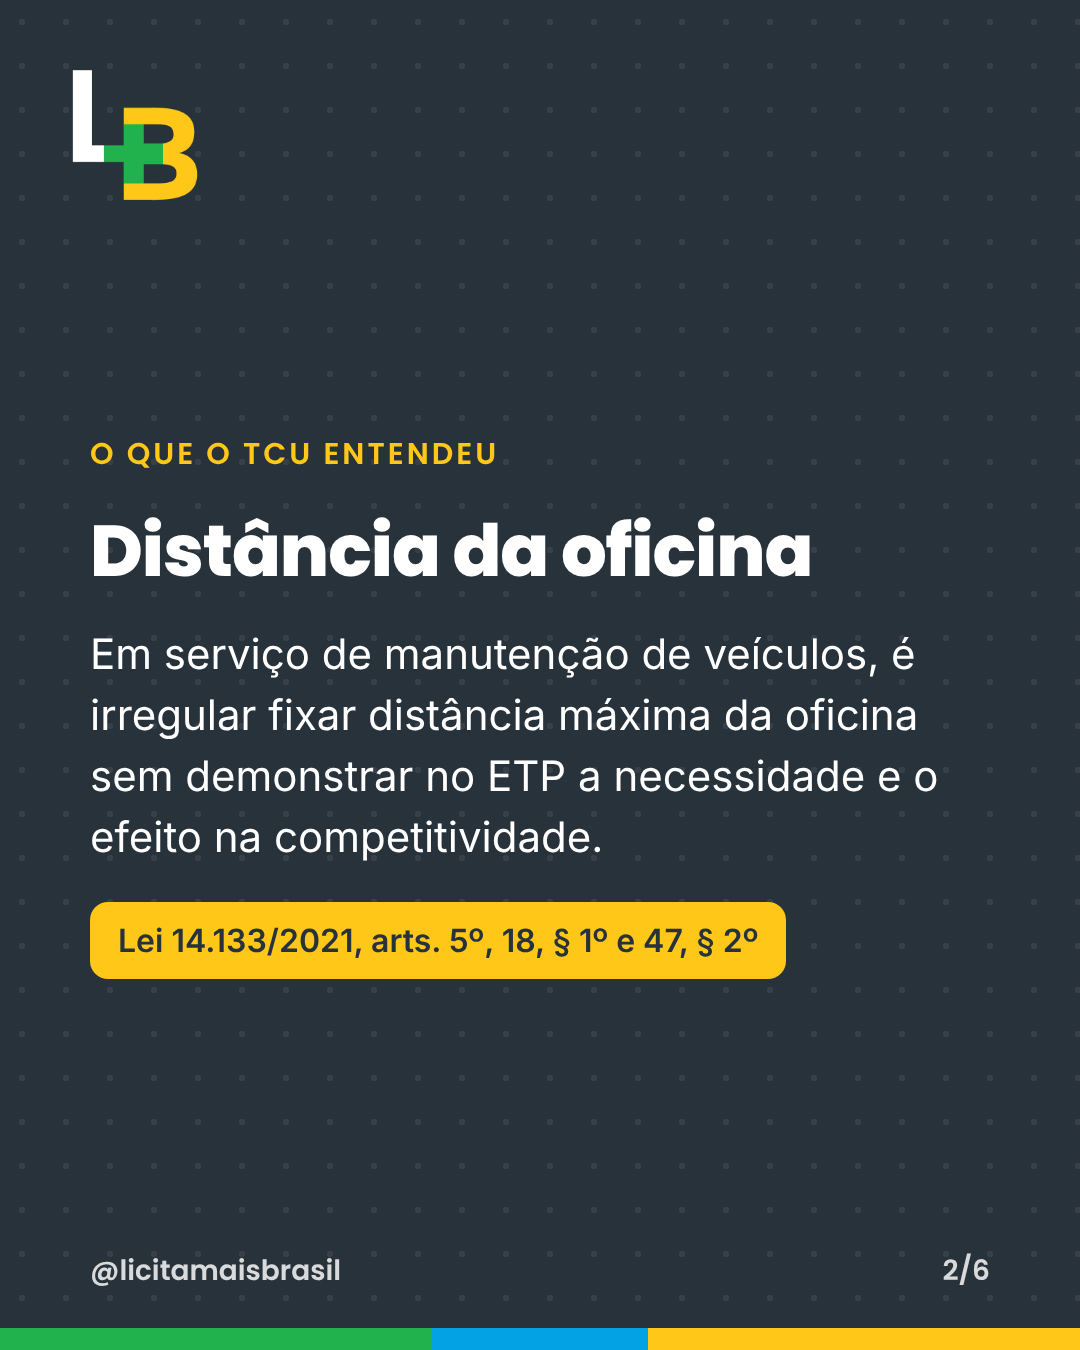 L+B
O QUE O TCU ENTENDEU
Distância da oficina
Em serviço de manutenção de veículos, é
irregular fixar distância máxima da oficina
sem demonstrar no ETP a necessidade e o
efeito na competitividade.
Lei 14.133/2021, arts. 5º, 18, § 1º e 47, § 2º
@licitamaisbrasil
2/6